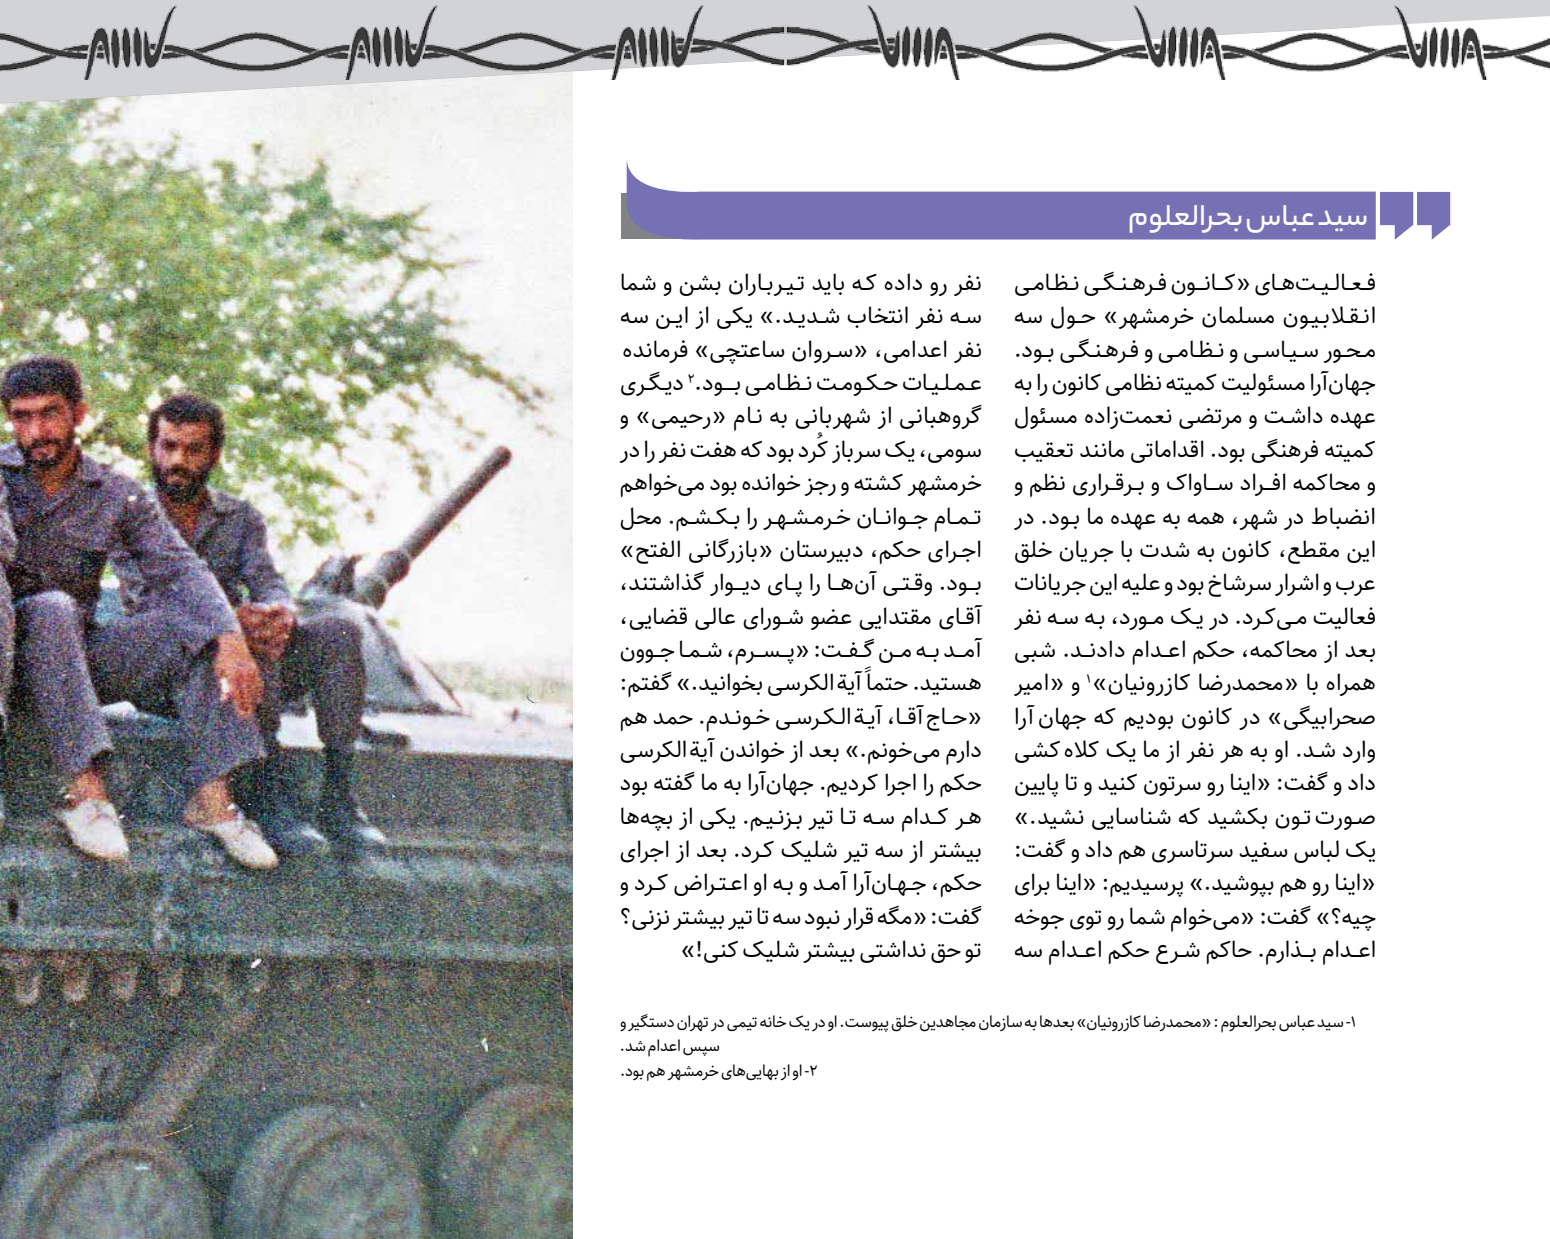 سید عباس بحرالعلوم
فعالیت‌های «کانون فرهنگی نظامی
انقلابیون مسلمان خرمشهر» حول سه
محور سیاسی و نظامی و فرهنگی بود.
جهان‌آرا مسئولیت کمیته نظامی کانون را به
عهده داشت و مرتضی نعمت‌زاده مسئول
کمیته فرهنگی بود. اقداماتی مانند تعقیب
و محاکمه افراد ساواک و برقراری نظم و
انضباط در شهر، همه به عهده ما بود. در
این مقطع، کانون به شدت با جریان خلق
عرب و اشرار سرشاخ بود و علیه این جریانات
فعالیت می‌کرد. در یک مورد، به سه نفر
بعد از محاکمه، حکم اعدام دادند. شبی
همراه با «محمدرضا کازرونیان»۱ و «امیر
صحرابیگی» در کانون بودیم که جهان آرا
وارد شد. او به هر نفر از ما یک کلاه کشی
داد و گفت: «اینا رو سرتون کنید و تا پایین
صورت تون بکشید که شناسایی نشید.»
یک لباس سفید سرتاسری هم داد و گفت:
«اینا رو هم بپوشید.» پرسیدیم: «اینا برای
چیه؟» گفت: «می‌خوام شما رو توی جوخه
اعدام بذارم. حاکم شرع حکم اعدام سه
نفر رو داده که باید تیرباران بشن و شما
سه نفر انتخاب شدید.» یکی از این سه
نفر اعدامی، «سروان ساعتچی» فرمانده
عملیات حکومت نظامی بود.۲ دیگری
گروهبانی از شهربانی به نام «رحیمی» و
سومی، یک سرباز کُرد بود که هفت نفر را در
خرمشهر کشته و رجز خوانده بود می‌خواهم
تمام جوانان خرمشهر را بکشم. محل
اجرای حکم، دبیرستان «بازرگانی الفتح»
بود. وقتی آن‌ها را پای دیوار گذاشتند،
آقای مقتدایی عضو شورای عالی قضایی،
آمد به من گفت: «پسرم، شما جوون
هستید. حتماً آیة الکرسی بخوانید.» گفتم:
«حاج آقا، آیة الکرسی خوندم. حمد هم
دارم می‌خونم.» بعد از خواندن آیة الکرسی
حکم را اجرا کردیم. جهان‌آرا به ما گفته بود
هر کدام سه تا تیر بزنیم. یکی از بچه‌ها
بیشتر از سه تیر شلیک کرد. بعد از اجرای
حکم، جهان‌آرا آمد و به او اعتراض کرد و
گفت: «مگه قرار نبود سه تا تیر بیشتر نزنی؟
تو حق نداشتی بیشتر شلیک کنی!»
۱- سید عباس بحرالعلوم : «محمدرضا کازرونیان» بعدها به سازمان مجاهدین خلق پیوست. او در یک خانه تیمی در تهران دستگیر و
سپس اعدام شد.
۲- او از بهایی‌های خرمشهر هم بود.